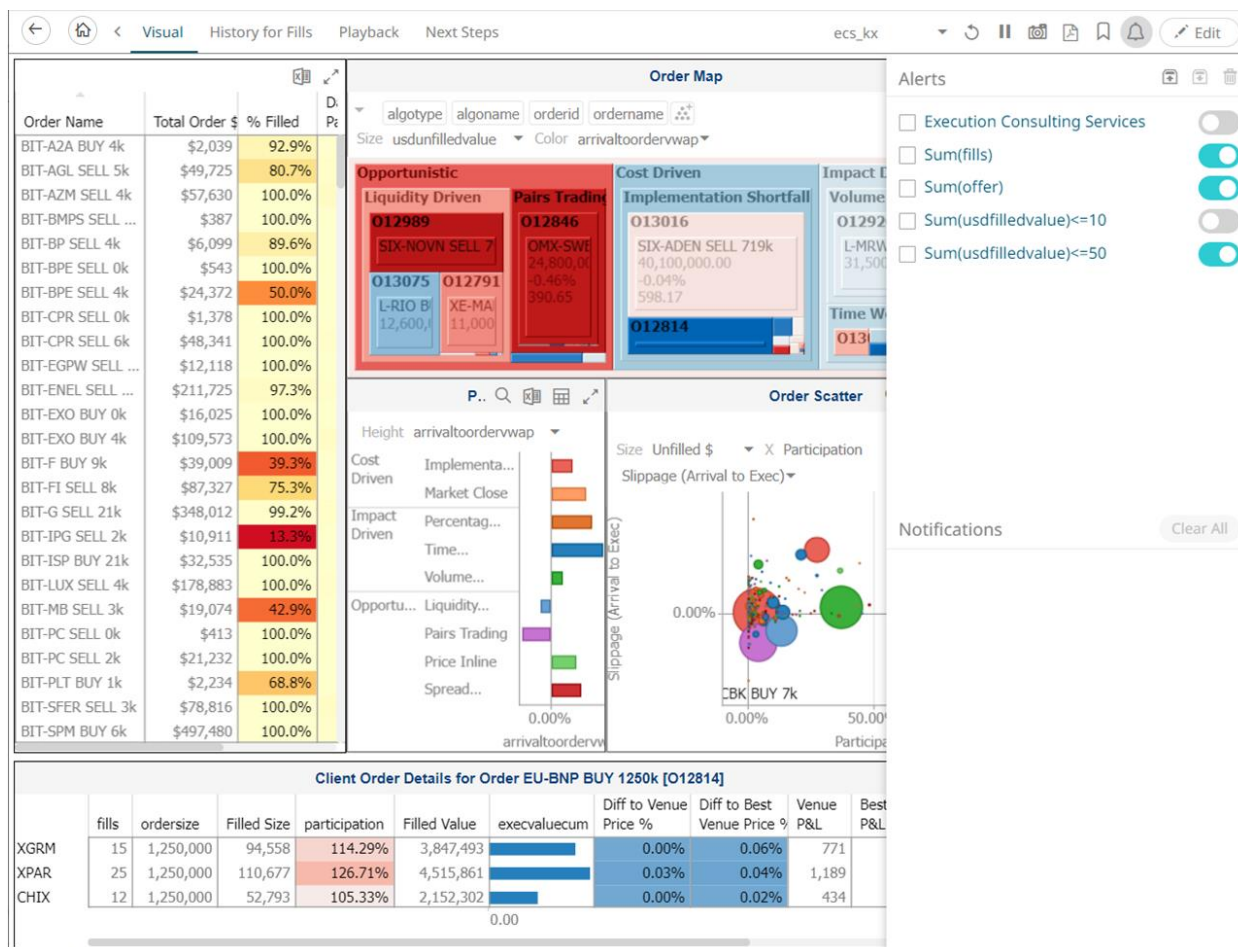 Visual History for Fills Playback Next Steps ecs_kx Edit
Order Name Total Order $ % Filled
BIT-A2A BUY 4k $2,039 92.9%
BIT-AGL SELL 5k $49,725 80.7%
BIT-AZM SELL 4k $57,630 100.0%
BIT-BMPS SELL ... $387 100.0%
BIT-BP SELL 4k $6,099 89.6%
BIT-BPE SELL 0k $543 100.0%
BIT-BPE SELL 4k $24,372 50.0%
BIT-CPR SELL 0k $1,378 100.0%
BIT-CPR SELL 6k $48,341 100.0%
BIT-EGPW SELL ... $12,118 100.0%
BIT-ENEL SELL ... $211,725 97.3%
BIT-EXO BUY 0k $16,025 100.0%
BIT-EXO BUY 4k $109,573 100.0%
BIT-F BUY 9k $39,009 39.3%
BIT-FI SELL 8k $87,327 75.3%
BIT-G SELL 21k $348,012 99.2%
BIT-IPG SELL 2k $10,911 13.3%
BIT-ISP BUY 21k $32,535 100.0%
BIT-LUX SELL 4k $178,883 100.0%
BIT-MB SELL 3k $19,074 42.9%
BIT-PC SELL 0k $413 100.0%
BIT-PC SELL 2k $21,232 100.0%
BIT-PLT BUY 1k $2,234 68.8%
BIT-SFER SELL 3k $78,816 100.0%
BIT-SPM BUY 6k $497,480 100.0%
Order Map
algotype algoname orderid ordername
Size usdunfilledvalue Color arrivaltoordervwap
Opportunistic
Liquidity Driven
O12989
SIX-NOVN SELL 7
O13075
L-RIO B
12,600,
O12791
XE-MA
11,000
Pairs Trading
O12846
OMX-SWE
24,800,00
-0.46%
390.65
Cost Driven
Implementation Shortfall
O13016
SIX-ADEN SELL 719k
40,100,000.00
-0.04%
598.17
O12814
Impact D
Volume
O1292
L-MRW
31,500
Time W
O13
P..
Height arrivaltoordervwap
Cost Driven
Implementa...
Market Close
Impact Driven
Percentag...
Time...
Volume...
Opportu...
Liquidity...
Pairs Trading
Price Inline
Spread...
0.00%
arrivaltoordervw
Order Scatter
Size Unfilled $ X Participation
Slippage (Arrival to Exec)
Slippage (Arrival to Exec)
0.00%
CBK BUY 7k
0.00% 50.00
Particip
Alerts
Execution Consulting Services
Sum(fills)
Sum(offer)
Sum(usdfilledvalue)<=10
Sum(usdfilledvalue)<=50
Notifications Clear All
Client Order Details for Order EU-BNP BUY 1250k [O12814]
fills ordersize Filled Size participation Filled Value execvaluecum Diff to Venue Price % Diff to Best Venue Price % Venue P&L Best P&L
XGRM 15 1,250,000 94,558 114.29% 3,847,493 0.00% 0.06% 771
XPAR 25 1,250,000 110,677 126.71% 4,515,861 0.03% 0.04% 1,189
CHIX 12 1,250,000 52,793 105.33% 2,152,302 0.00% 0.02% 434
0.00